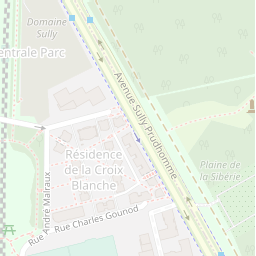 Domaine
Sully
entrale Parc
Avenue Sully Prudhomme
Plaine de
la Sibérie
Résidence
de la Croix
Blanche
Rue André Malraux
Rue Charles Gounod